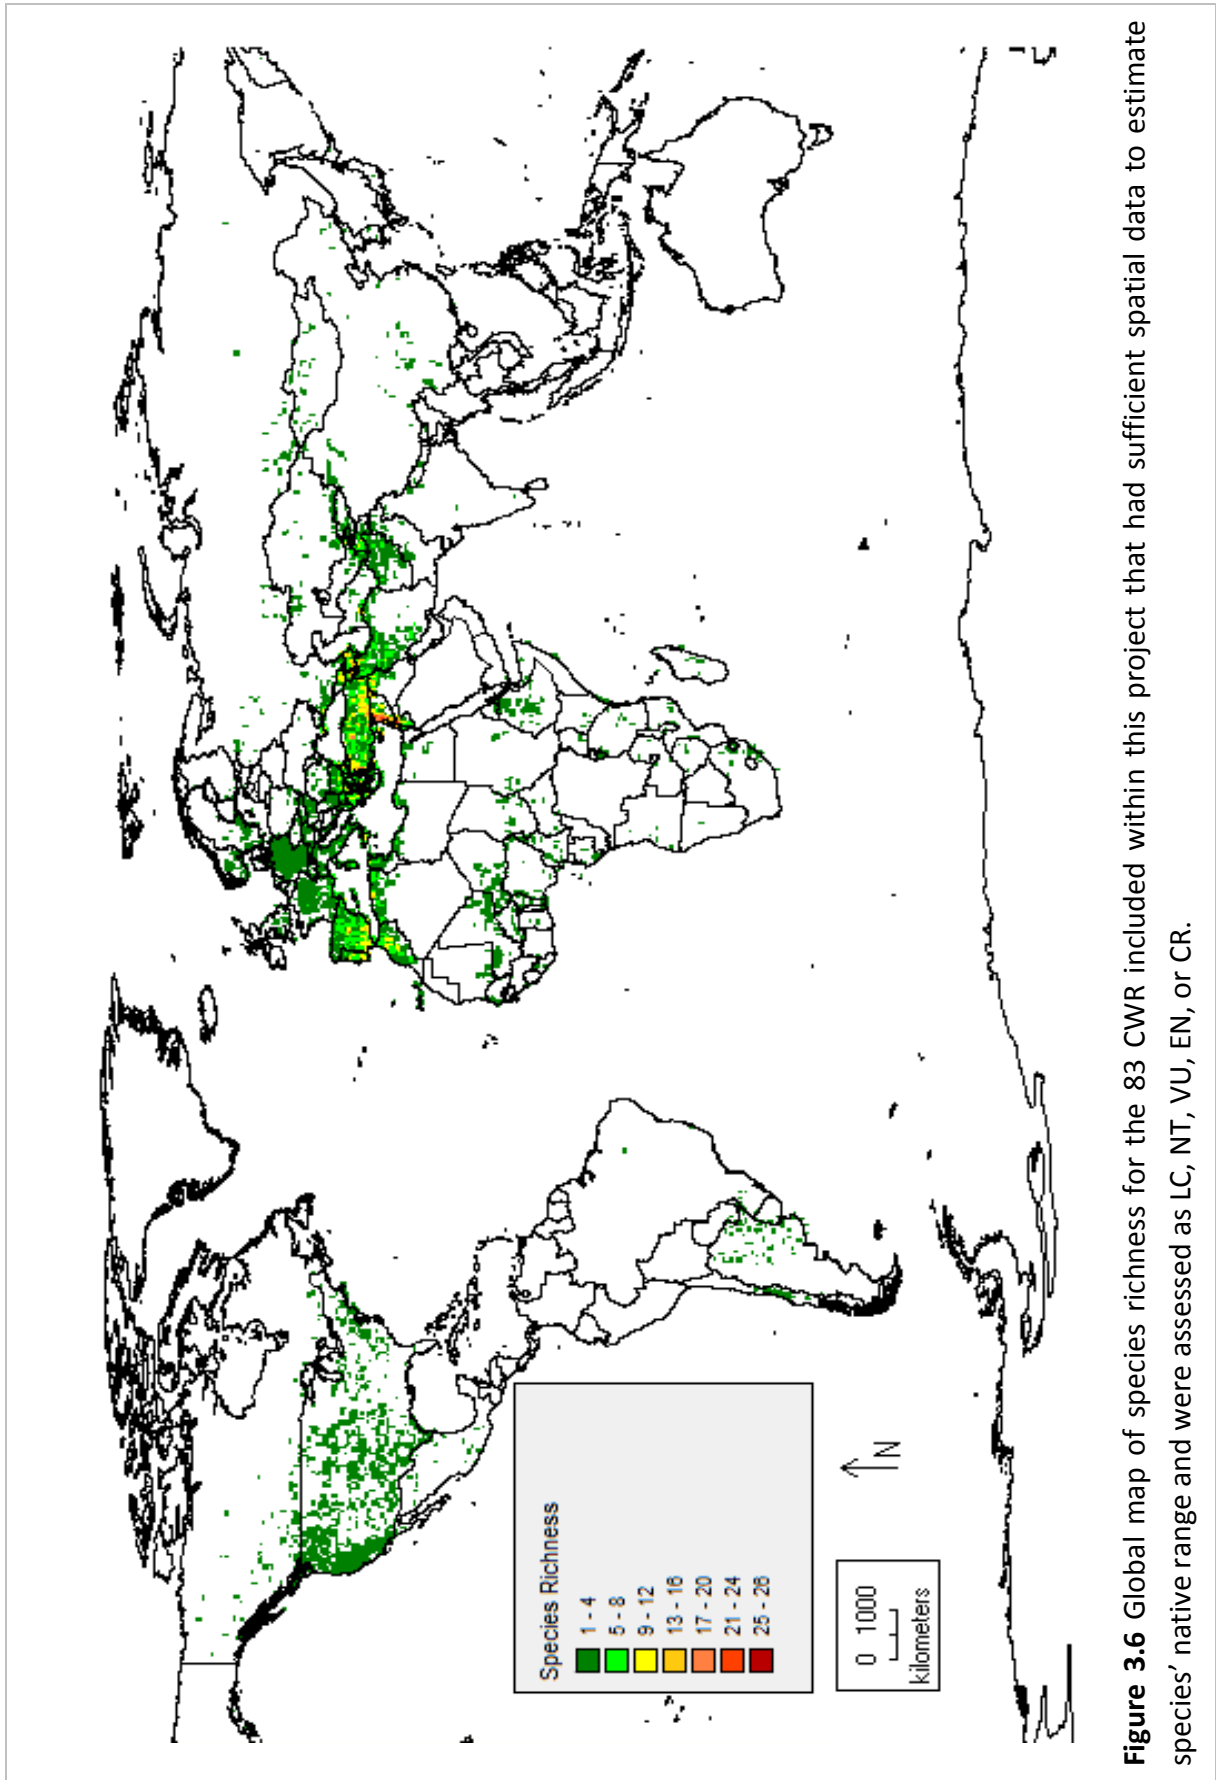 Species Richness
1 - 4
5 - 8
9 - 12
13 - 16
17 - 20
21 - 24
25 - 26
0 1000
kilometers
N
Figure 3.6 Global map of species richness for the 83 CWR included within this project that had sufficient spatial data to estimate
species’ native range and were assessed as LC, NT, VU, EN, or CR.